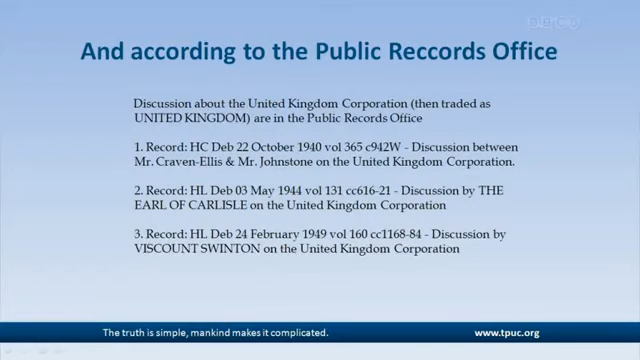 And according to the Public Reccords Office
Discussion about the United Kingdom Corporation (then traded as
UNITED KINGDOM) are in the Public Records Office
1. Record: HC Deb 22 October 1940 vol 365 c942W - Discussion between
Mr. Craven-Ellis & Mr. Johnstone on the United Kingdom Corporation.
2. Record: HL Deb 03 May 1944 vol 131 cc616-21 - Discussion by THE
EARL OF CARLISLE on the United Kingdom Corporation
3. Record: HL Deb 24 February 1949 vol 160 cc1168-84 - Discussion by
VISCOUNT SWINTON on the United Kingdom Corporation
The truth is simple, mankind makes it complicated. www.tpuc.org